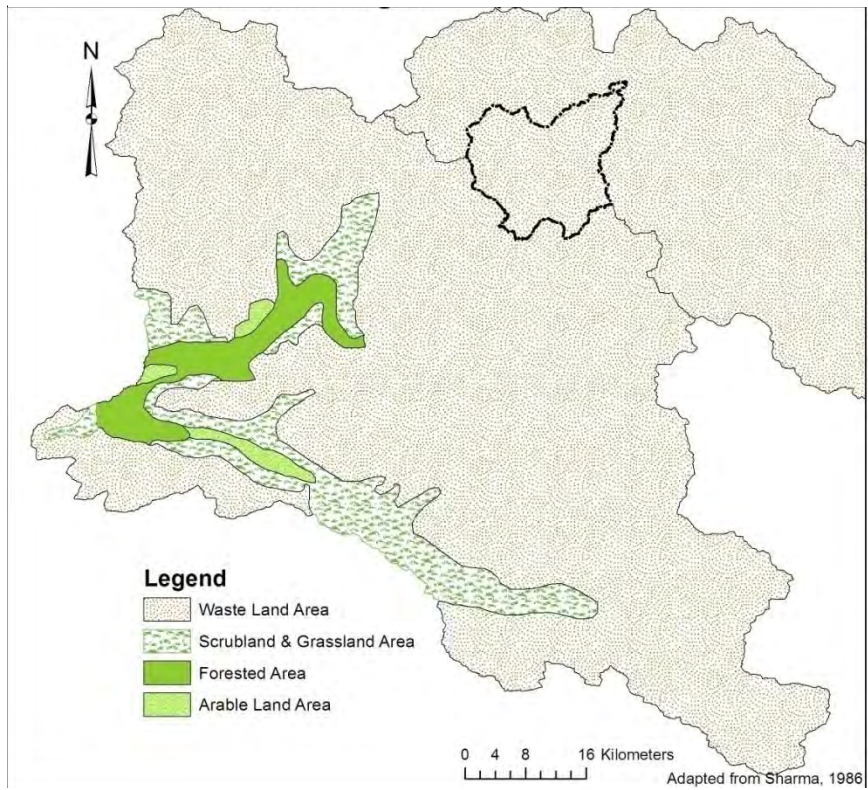 N
Legend
Waste Land Area
Scrubland & Grassland Area
Forested Area
Arable Land Area
0 4 8 16 Kilometers
Adapted from Sharma, 1986